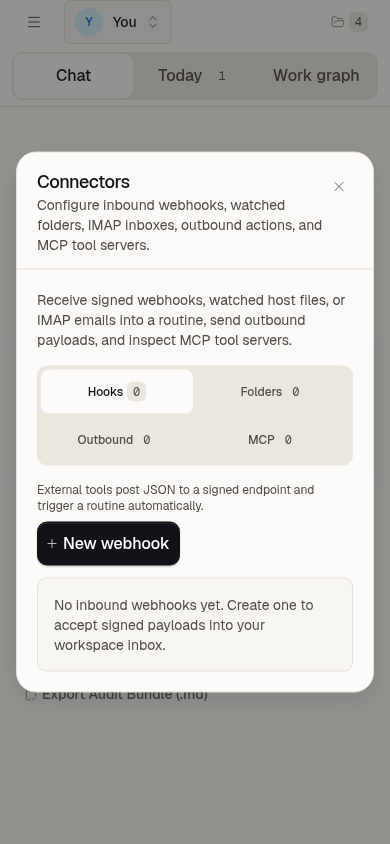 Y You
4
Chat
Today 1
Work graph
Connectors
Configure inbound webhooks, watched
folders, IMAP inboxes, outbound actions, and
MCP tool servers.
Receive signed webhooks, watched host files, or
IMAP emails into a routine, send outbound
payloads, and inspect MCP tool servers.
Hooks 0
Folders 0
Outbound 0
MCP 0
External tools post JSON to a signed endpoint and
trigger a routine automatically.
+ New webhook
No inbound webhooks yet. Create one to
accept signed payloads into your
workspace inbox.
Export Audit Bundle (.md)